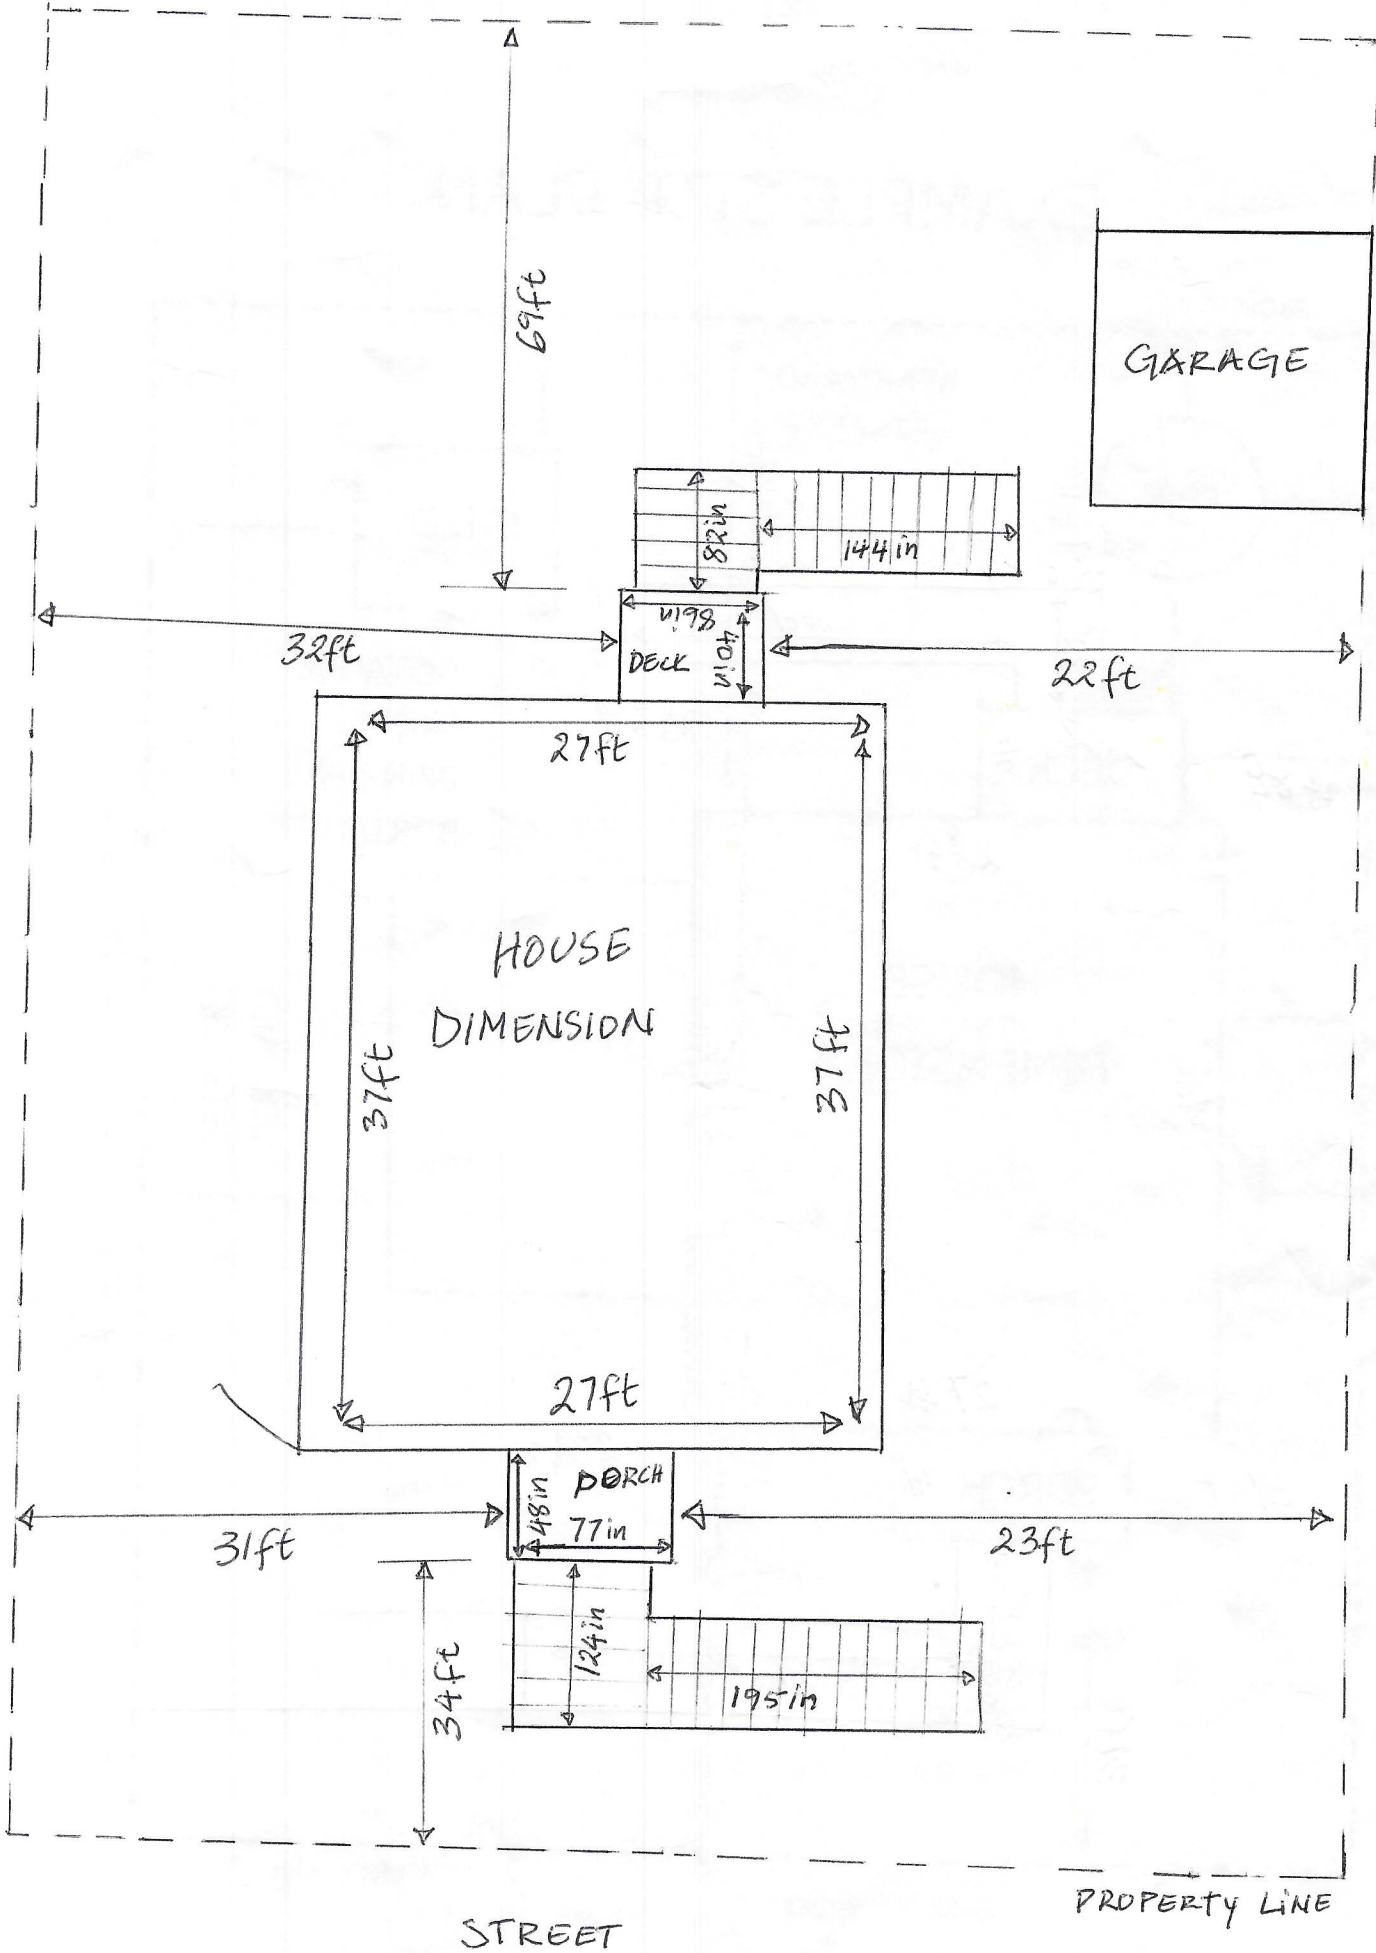 69ft
GARAGE
82in
144in
86in
32ft
DECK
40in
22ft
27ft
HOUSE
DIMENSION
37ft
37ft
27ft
PORCH
48in
77in
31ft
23ft
124in
34ft
195in
PROPERTY LINE
STREET